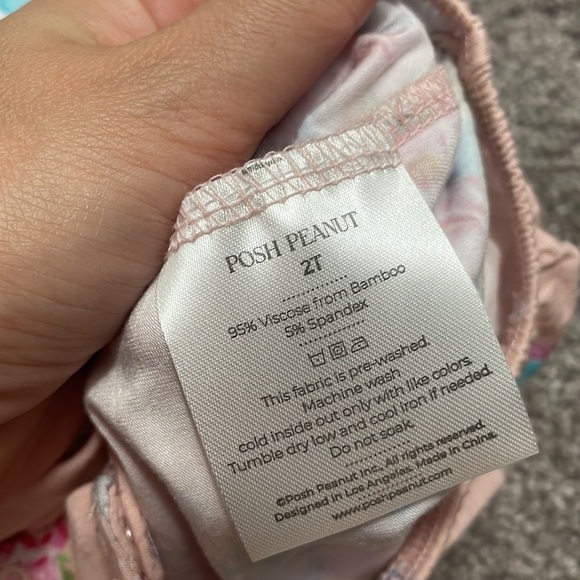 POSH PEANUT
2T
95% Viscose from Bamboo
5% Spandex
This fabric is pre-washed.
Machine wash
cold inside out only with like colors.
Tumble dry low and cool iron if needed.
Do not soak.
©Posh Peanut Inc. All rights reserved.
Designed in Los Angeles. Made in China.
www.poshpeanut.com